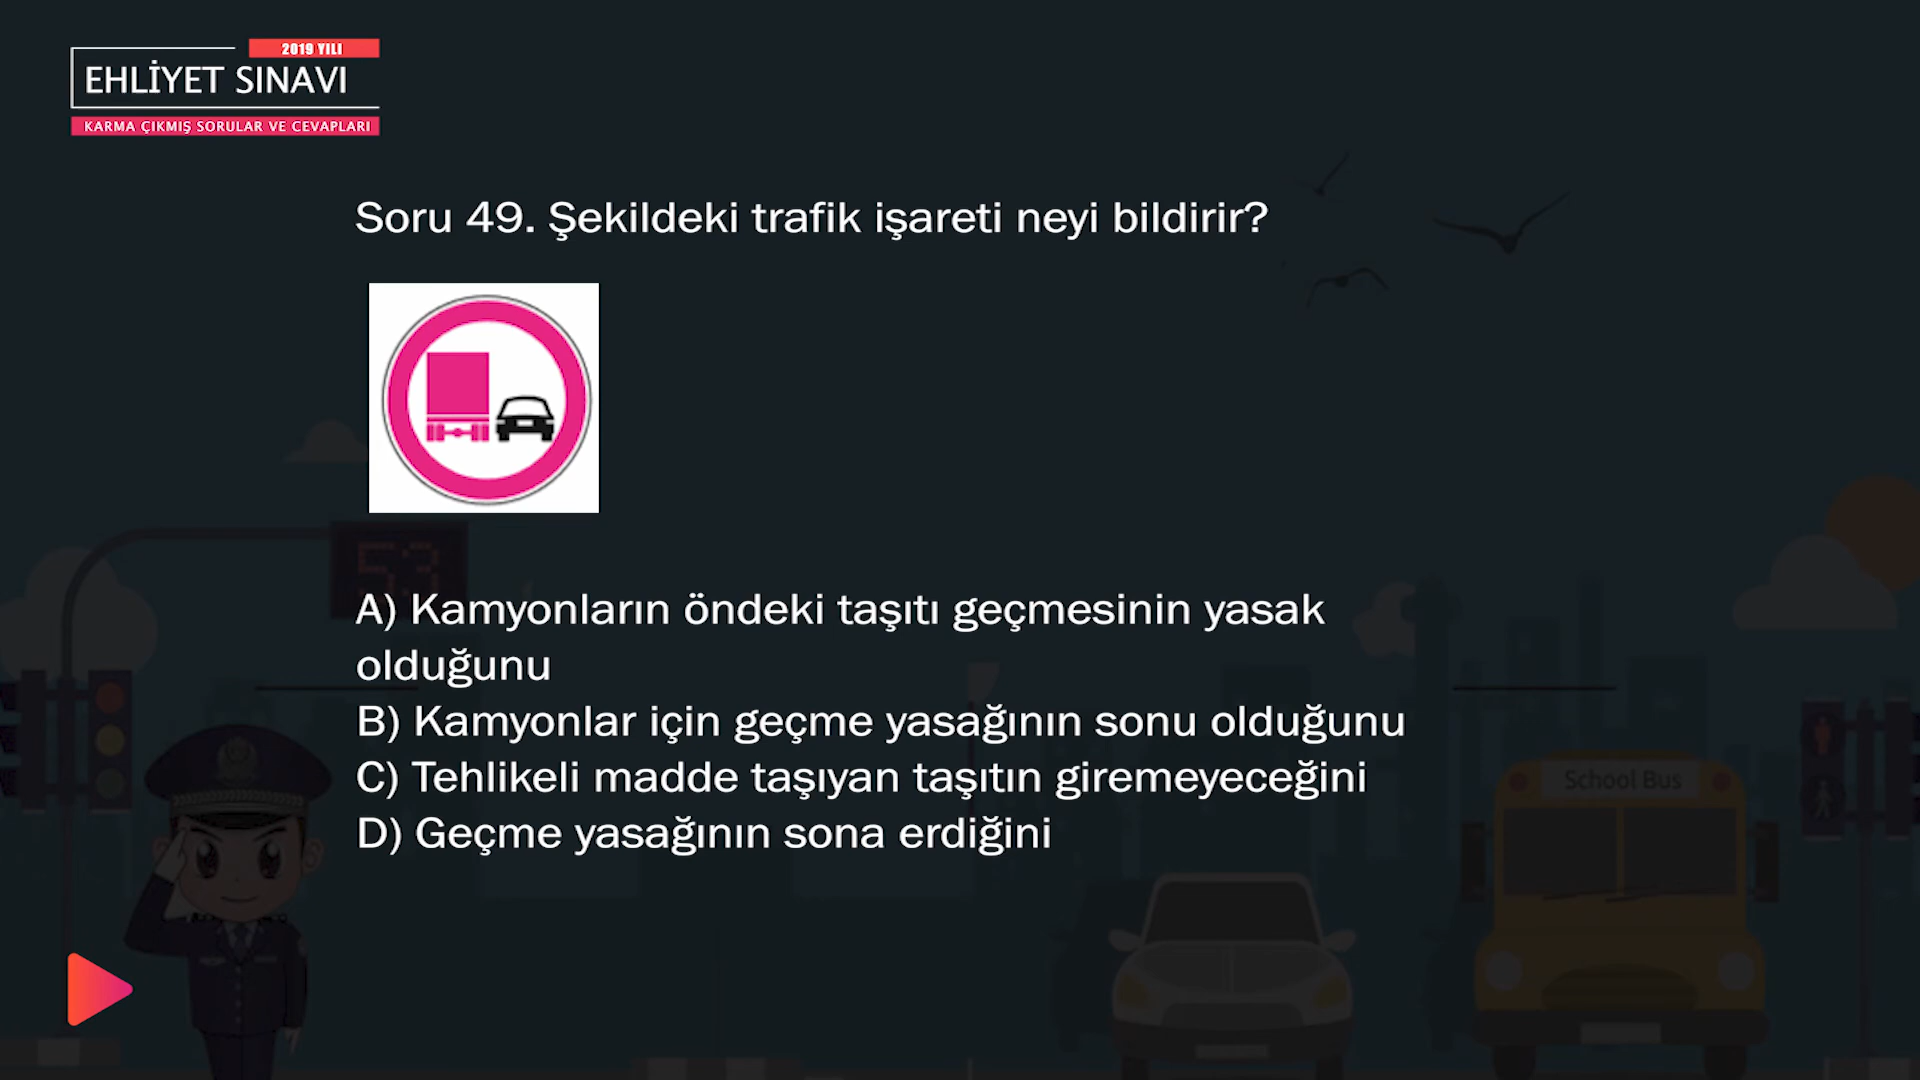 2019 YILI
EHLİYET SINAVI
KARMA ÇIKMIŞ SORULAR VE CEVAPLARI
Soru 49. Şekildeki trafik işareti neyi bildirir?
A) Kamyonların öndeki taşıtı geçmesinin yasak
olduğunu
B) Kamyonlar için geçme yasağının sonu olduğunu
C) Tehlikeli madde taşıyan taşıtın giremeyeceğini
D) Geçme yasağının sona erdiğini
53
School Bus